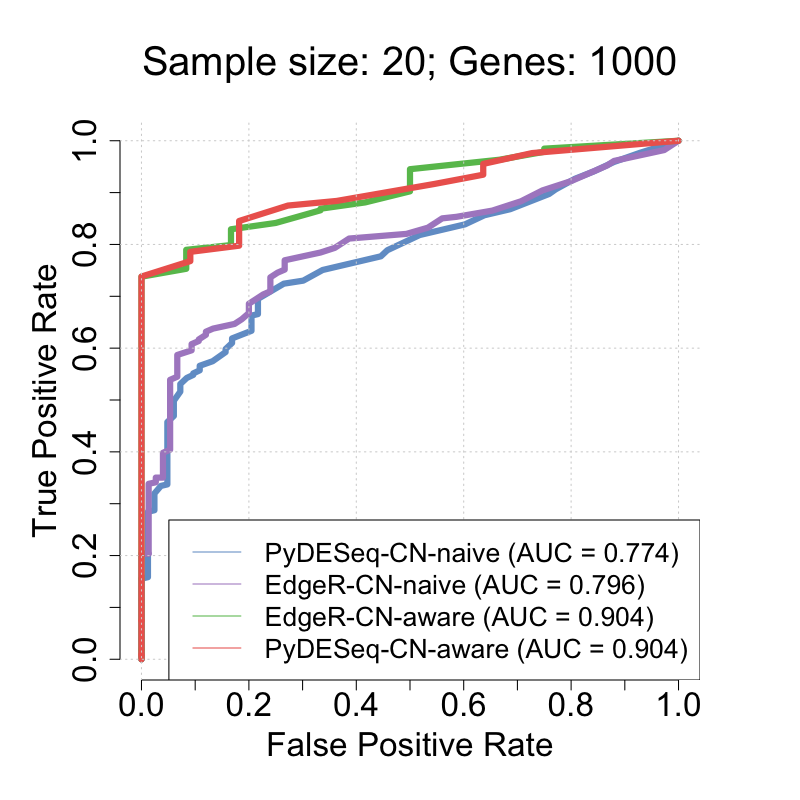 Sample size: 20; Genes: 1000
True Positive Rate
1.0
0.8
0.6
0.4
0.2
0.0
PyDESeq-CN-naive (AUC = 0.774)
EdgeR-CN-naive (AUC = 0.796)
EdgeR-CN-aware (AUC = 0.904)
PyDESeq-CN-aware (AUC = 0.904)
0.0 0.2 0.4 0.6 0.8 1.0
False Positive Rate